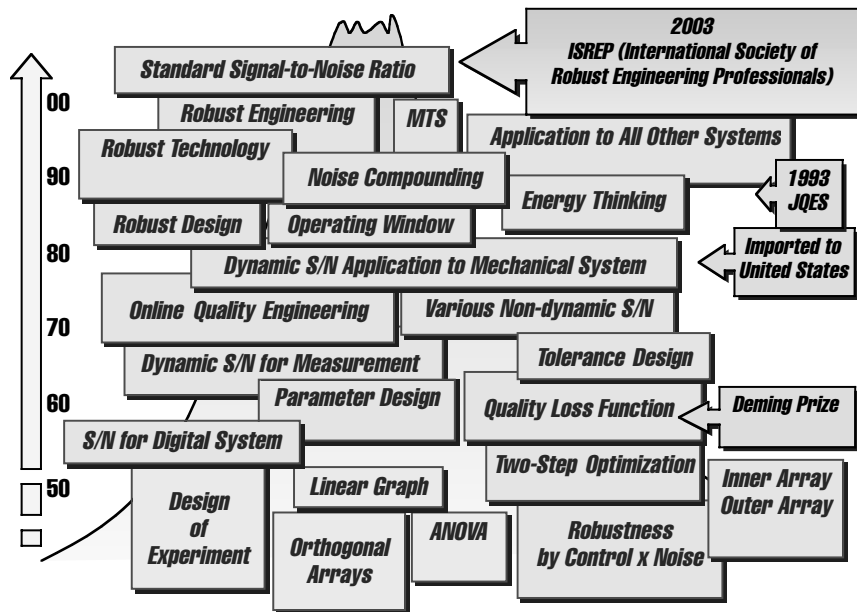 2003
ISREP (International Society of
Robust Engineering Professionals)
Standard Signal-to-Noise Ratio
00
Robust Engineering
MTS
Application to All Other Systems
Robust Technology
90
Noise Compounding
Energy Thinking
1993
JQES
Robust Design
Operating Window
80
Dynamic S/N Application to Mechanical System
Imported to
United States
Online Quality Engineering
Various Non-dynamic S/N
70
Dynamic S/N for Measurement
Tolerance Design
60
Parameter Design
Quality Loss Function
Deming Prize
S/N for Digital System
Two-Step Optimization
Inner Array
Outer Array
50
Design
of
Experiment
Linear Graph
Orthogonal
Arrays
ANOVA
Robustness
by Control x Noise